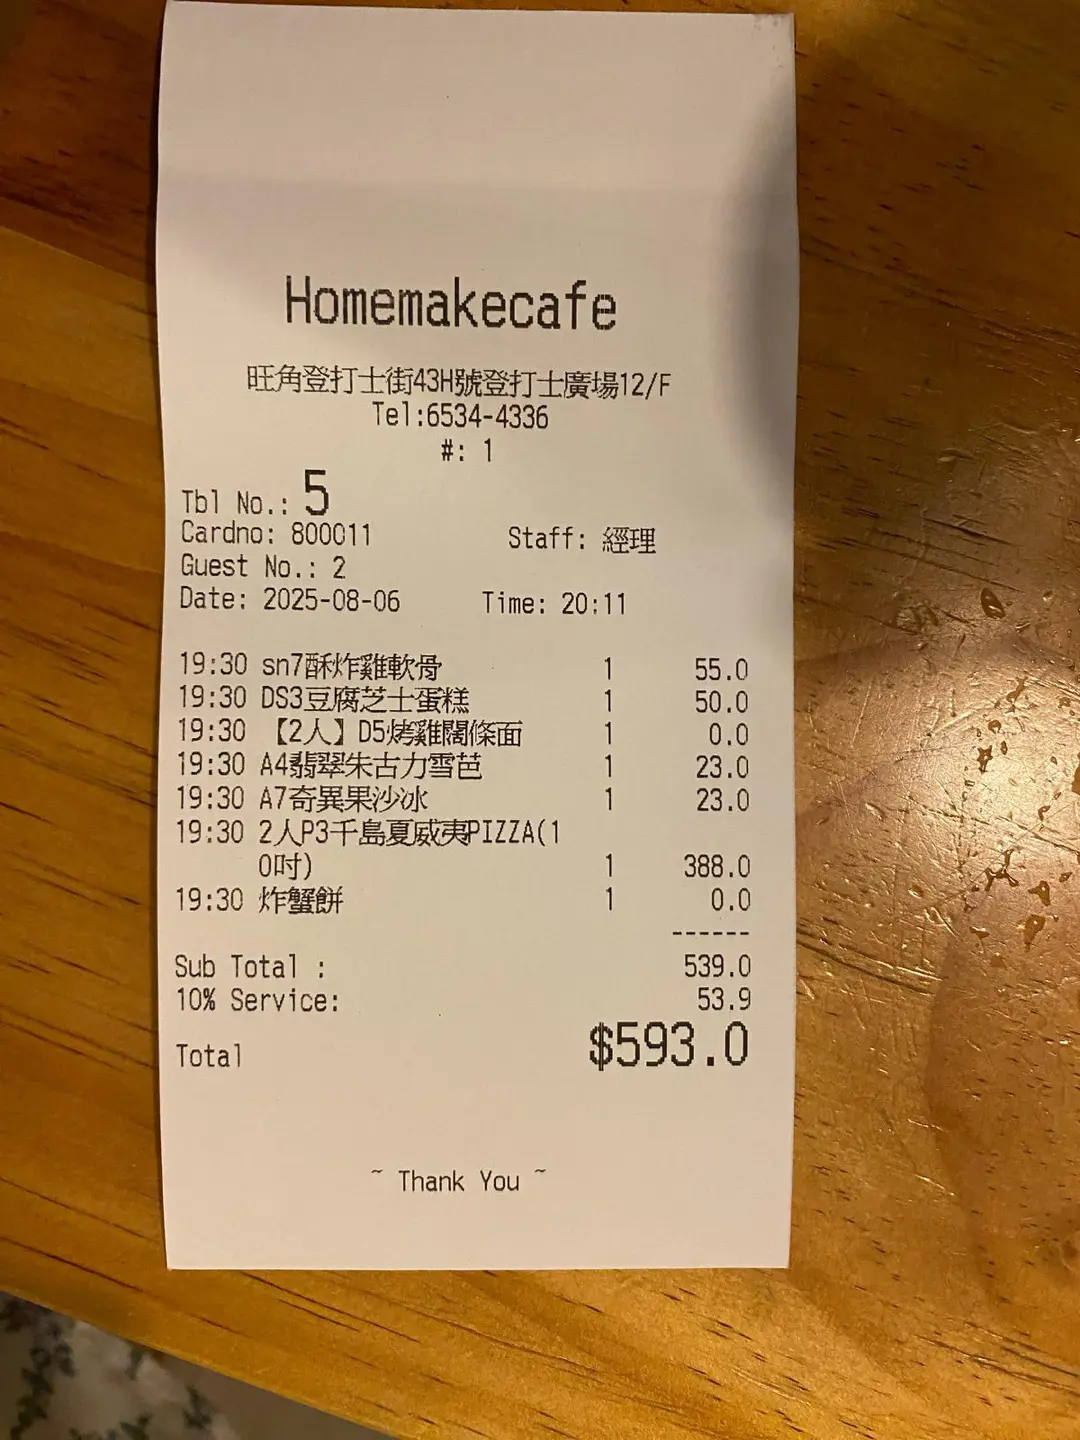 Homemakecafe
旺角登打士街43H號登打士廣場12/F
Tel:6534-4336
#: 1
Tbl No.: 5
Cardno: 800011 Staff: 經理
Guest No.: 2
Date: 2025-08-06 Time: 20:11
19:30 sn7酥炸雞軟骨 1 55.0
19:30 DS3豆腐芝士蛋糕 1 50.0
19:30 【2人】D5烤雞闊條面 1 0.0
19:30 A4翡翠朱古力雪芭 1 23.0
19:30 A7奇異果沙冰 1 23.0
19:30 2人P3千島夏威夷PIZZA(1
0吋) 1 388.0
19:30 炸蟹餅 1 0.0
------
Sub Total : 539.0
10% Service: 53.9
Total $593.0
~ Thank You ~